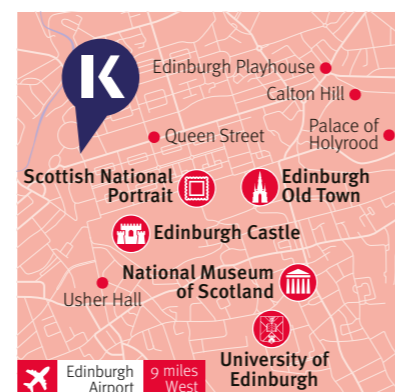 K
Edinburgh Playhouse
Calton Hill
Queen Street
Palace of
Holyrood
Scottish National
Portrait
Edinburgh
Old Town
Edinburgh Castle
National Museum
of Scotland
Usher Hall
University of
Edinburgh
Edinburgh
Airport
9 miles
West